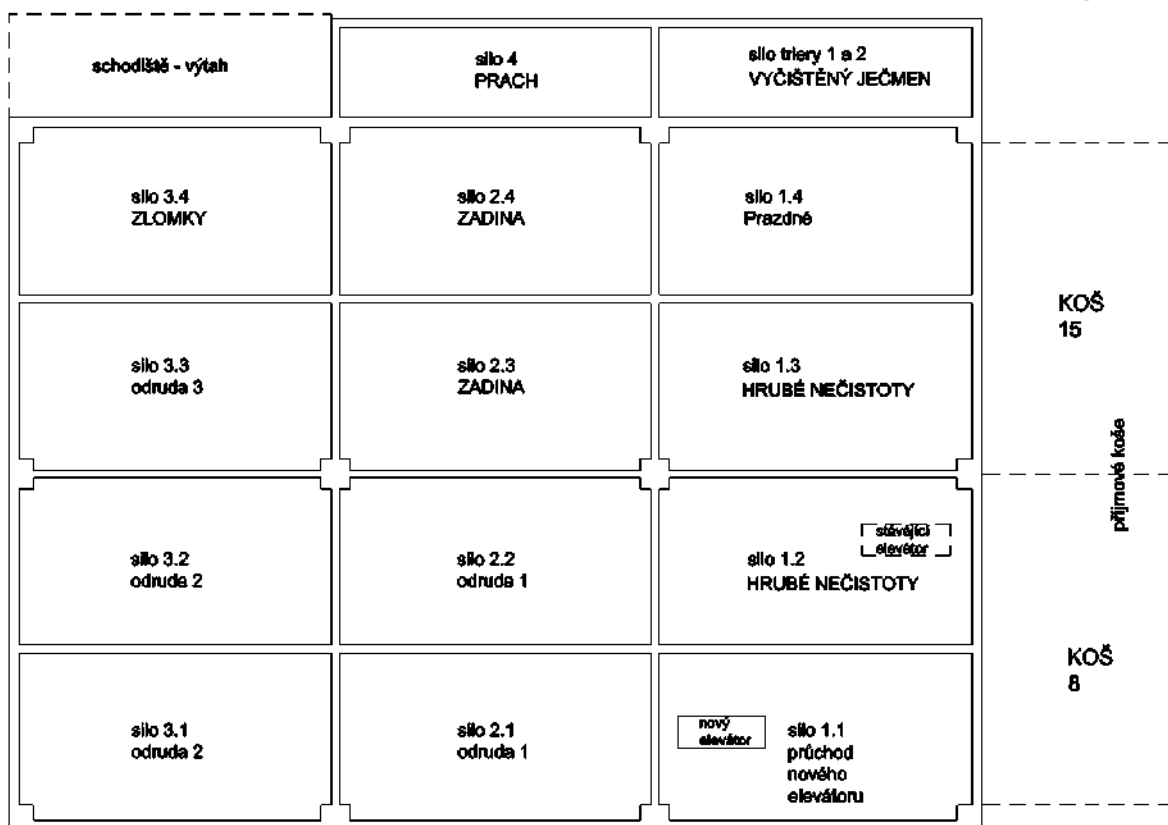 schodiště - výtah
silo 4
PRACH
silo triery 1 a 2
VYČIŠTĚNÝ JEČMEN
silo 3.4
ZLOMKY
silo 2.4
ZADINA
silo 1.4
Prazdné
KOŠ
15
silo 3.3
odruda 3
silo 2.3
ZADINA
silo 1.3
HRUBÉ NEČISTOTY
příjmové koše
silo 3.2
odruda 2
silo 2.2
odruda 1
stávající
elevátor
silo 1.2
HRUBÉ NEČISTOTY
KOŠ
8
silo 3.1
odruda 2
silo 2.1
odruda 1
nový
elevátor
silo 1.1
průchod
nového
elevátoru